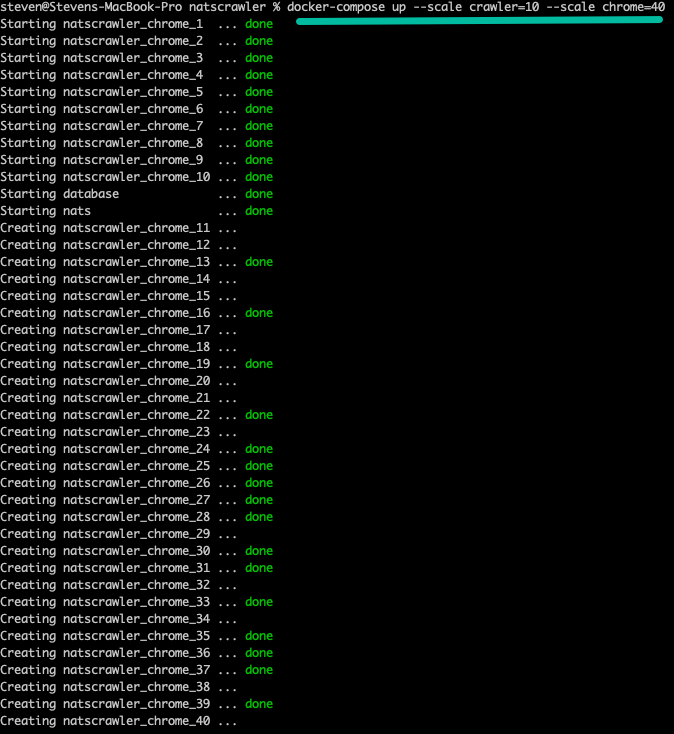 steven@Stevens-MacBook-Pro natscrawler % docker-compose up --scale crawler=10 --scale chrome=40
Starting natscrawler_chrome_1  ... done
Starting natscrawler_chrome_2  ... done
Starting natscrawler_chrome_3  ... done
Starting natscrawler_chrome_4  ... done
Starting natscrawler_chrome_5  ... done
Starting natscrawler_chrome_6  ... done
Starting natscrawler_chrome_7  ... done
Starting natscrawler_chrome_8  ... done
Starting natscrawler_chrome_9  ... done
Starting natscrawler_chrome_10 ... done
Starting database              ... done
Starting nats                  ... done
Creating natscrawler_chrome_11 ...
Creating natscrawler_chrome_12 ...
Creating natscrawler_chrome_13 ... done
Creating natscrawler_chrome_14 ...
Creating natscrawler_chrome_15 ...
Creating natscrawler_chrome_16 ... done
Creating natscrawler_chrome_17 ...
Creating natscrawler_chrome_18 ...
Creating natscrawler_chrome_19 ... done
Creating natscrawler_chrome_20 ...
Creating natscrawler_chrome_21 ...
Creating natscrawler_chrome_22 ... done
Creating natscrawler_chrome_23 ...
Creating natscrawler_chrome_24 ... done
Creating natscrawler_chrome_25 ... done
Creating natscrawler_chrome_26 ... done
Creating natscrawler_chrome_27 ... done
Creating natscrawler_chrome_28 ... done
Creating natscrawler_chrome_29 ...
Creating natscrawler_chrome_30 ... done
Creating natscrawler_chrome_31 ... done
Creating natscrawler_chrome_32 ...
Creating natscrawler_chrome_33 ... done
Creating natscrawler_chrome_34 ...
Creating natscrawler_chrome_35 ... done
Creating natscrawler_chrome_36 ... done
Creating natscrawler_chrome_37 ... done
Creating natscrawler_chrome_38 ...
Creating natscrawler_chrome_39 ... done
Creating natscrawler_chrome_40 ...